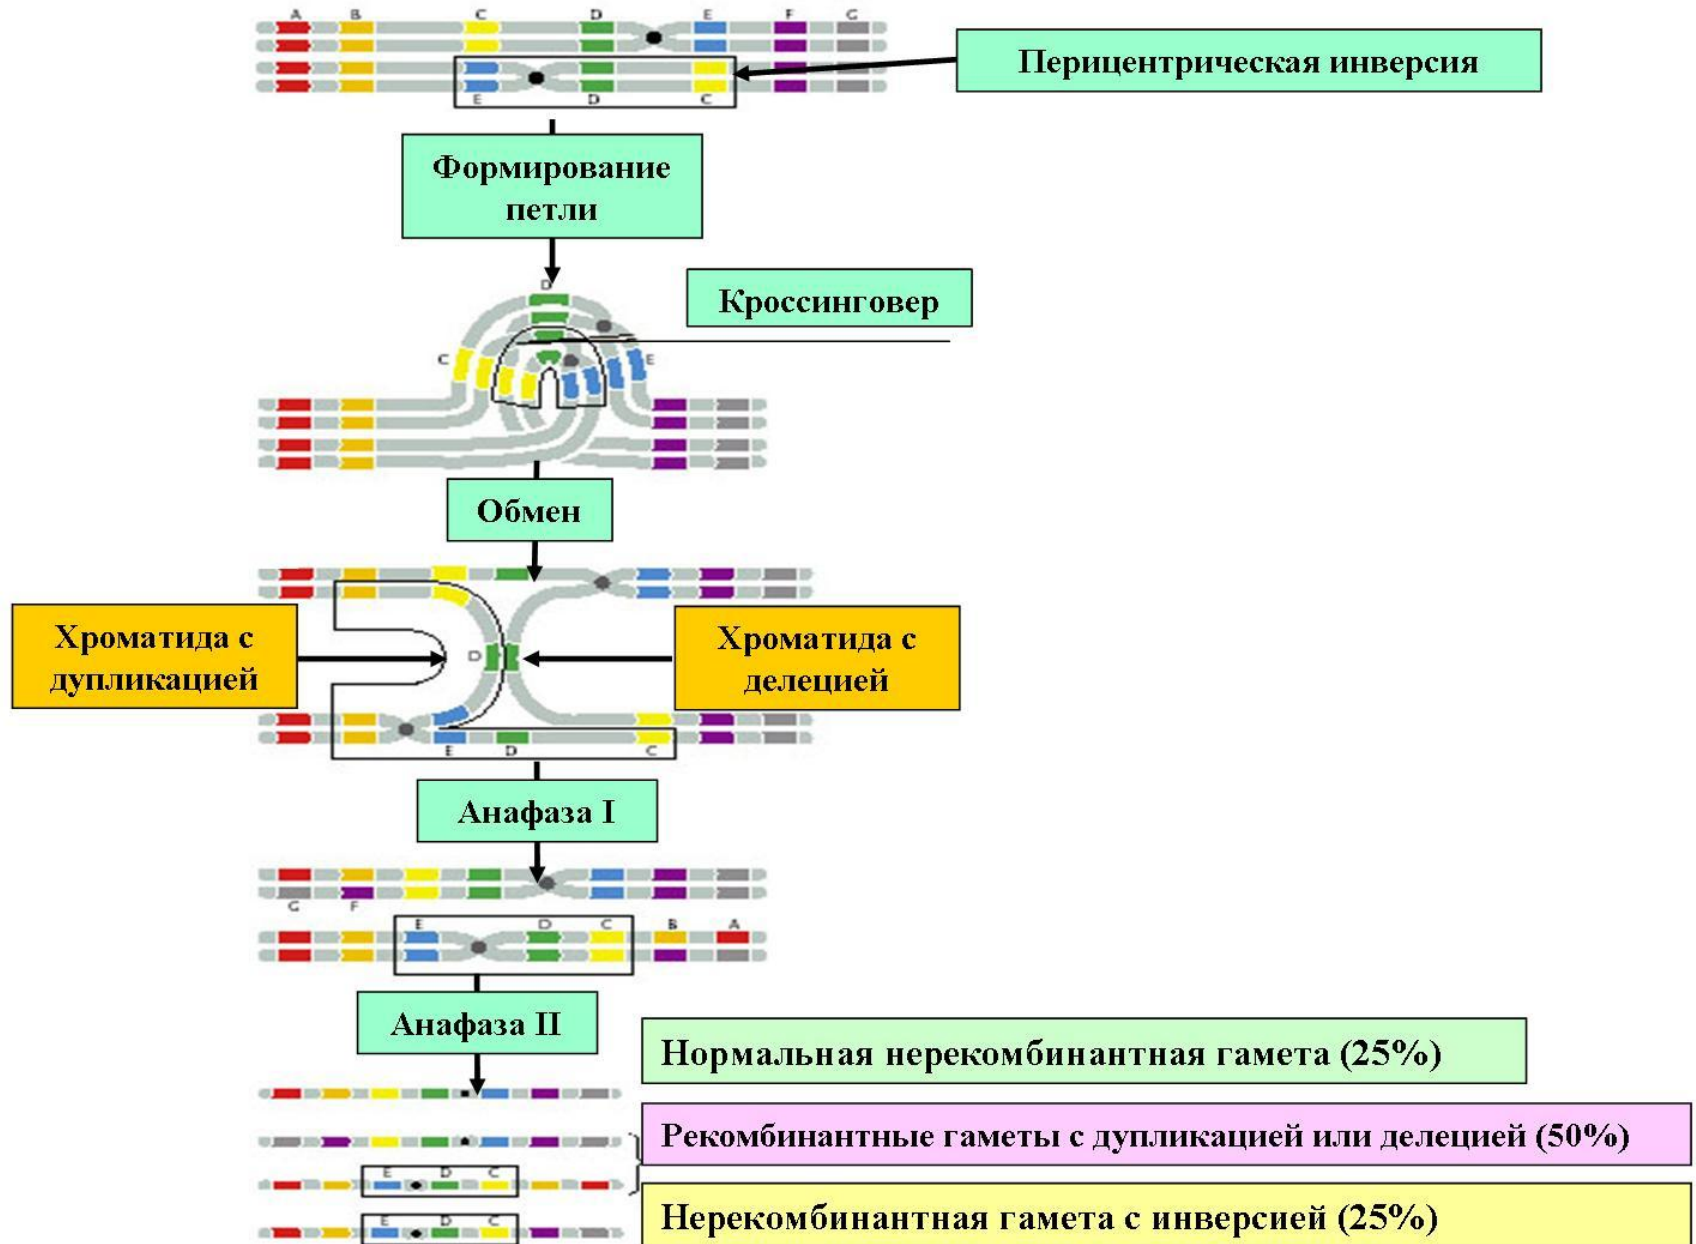 A B C D E F G
E D C
Перицентрическая инверсия
Формирование
петли
D
Кроссинговер
C E
Обмен
Хроматида с
дупликацией
D
Хроматида с
делецией
E D C
Анафаза I
G F
E D C B A
Анафаза II
Нормальная нерекомбинантная гамета (25%)
Рекомбинантные гаметы с дупликацией или делецией (50%)
E D C
Нерекомбинантная гамета с инверсией (25%)
E D C